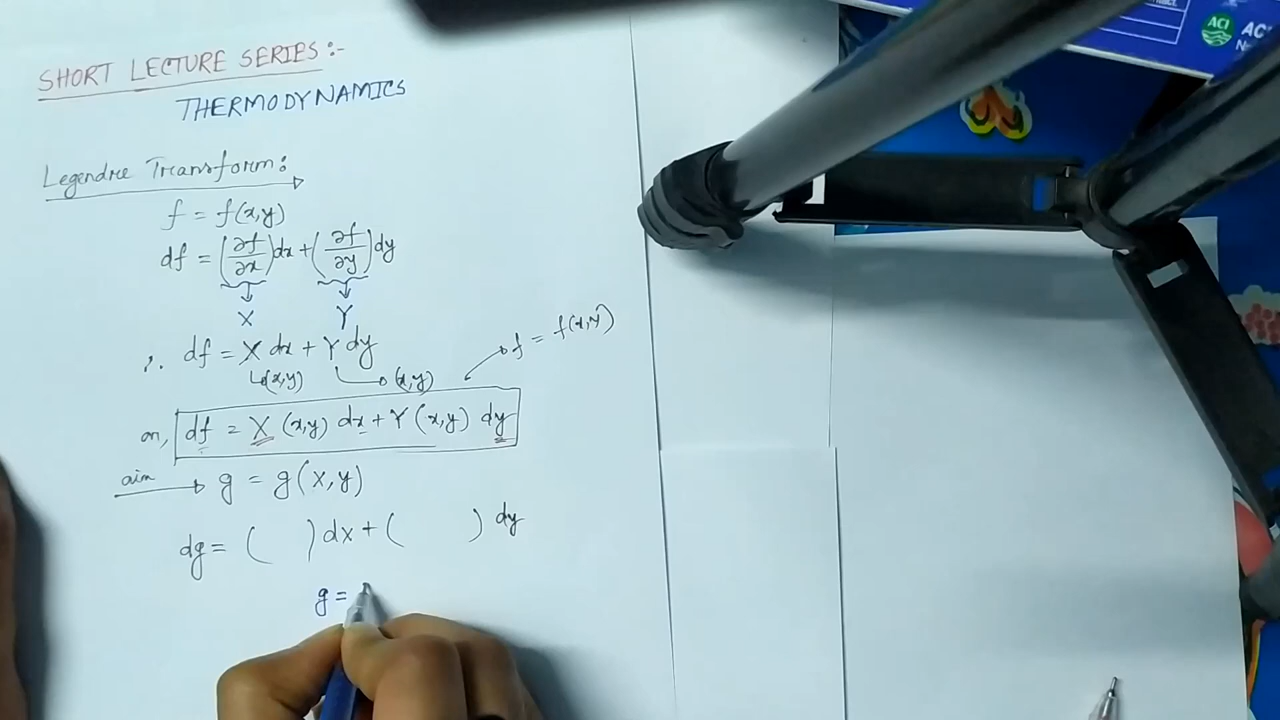 SHORT LECTURE SERIES:-
THERMODYNAMICS
Legendre Transform:
f = f(x,y)
df = (∂f/∂x)dx + (∂f/∂y)dy
X Y
∴ df = X dx + Y dy
(x,y) (x,y)
f = f(x,y)
or, df = X (x,y) dx + Y (x,y) dy
aim → g = g(X,y)
dg = ( ) dX + ( ) dy
g =
ACI